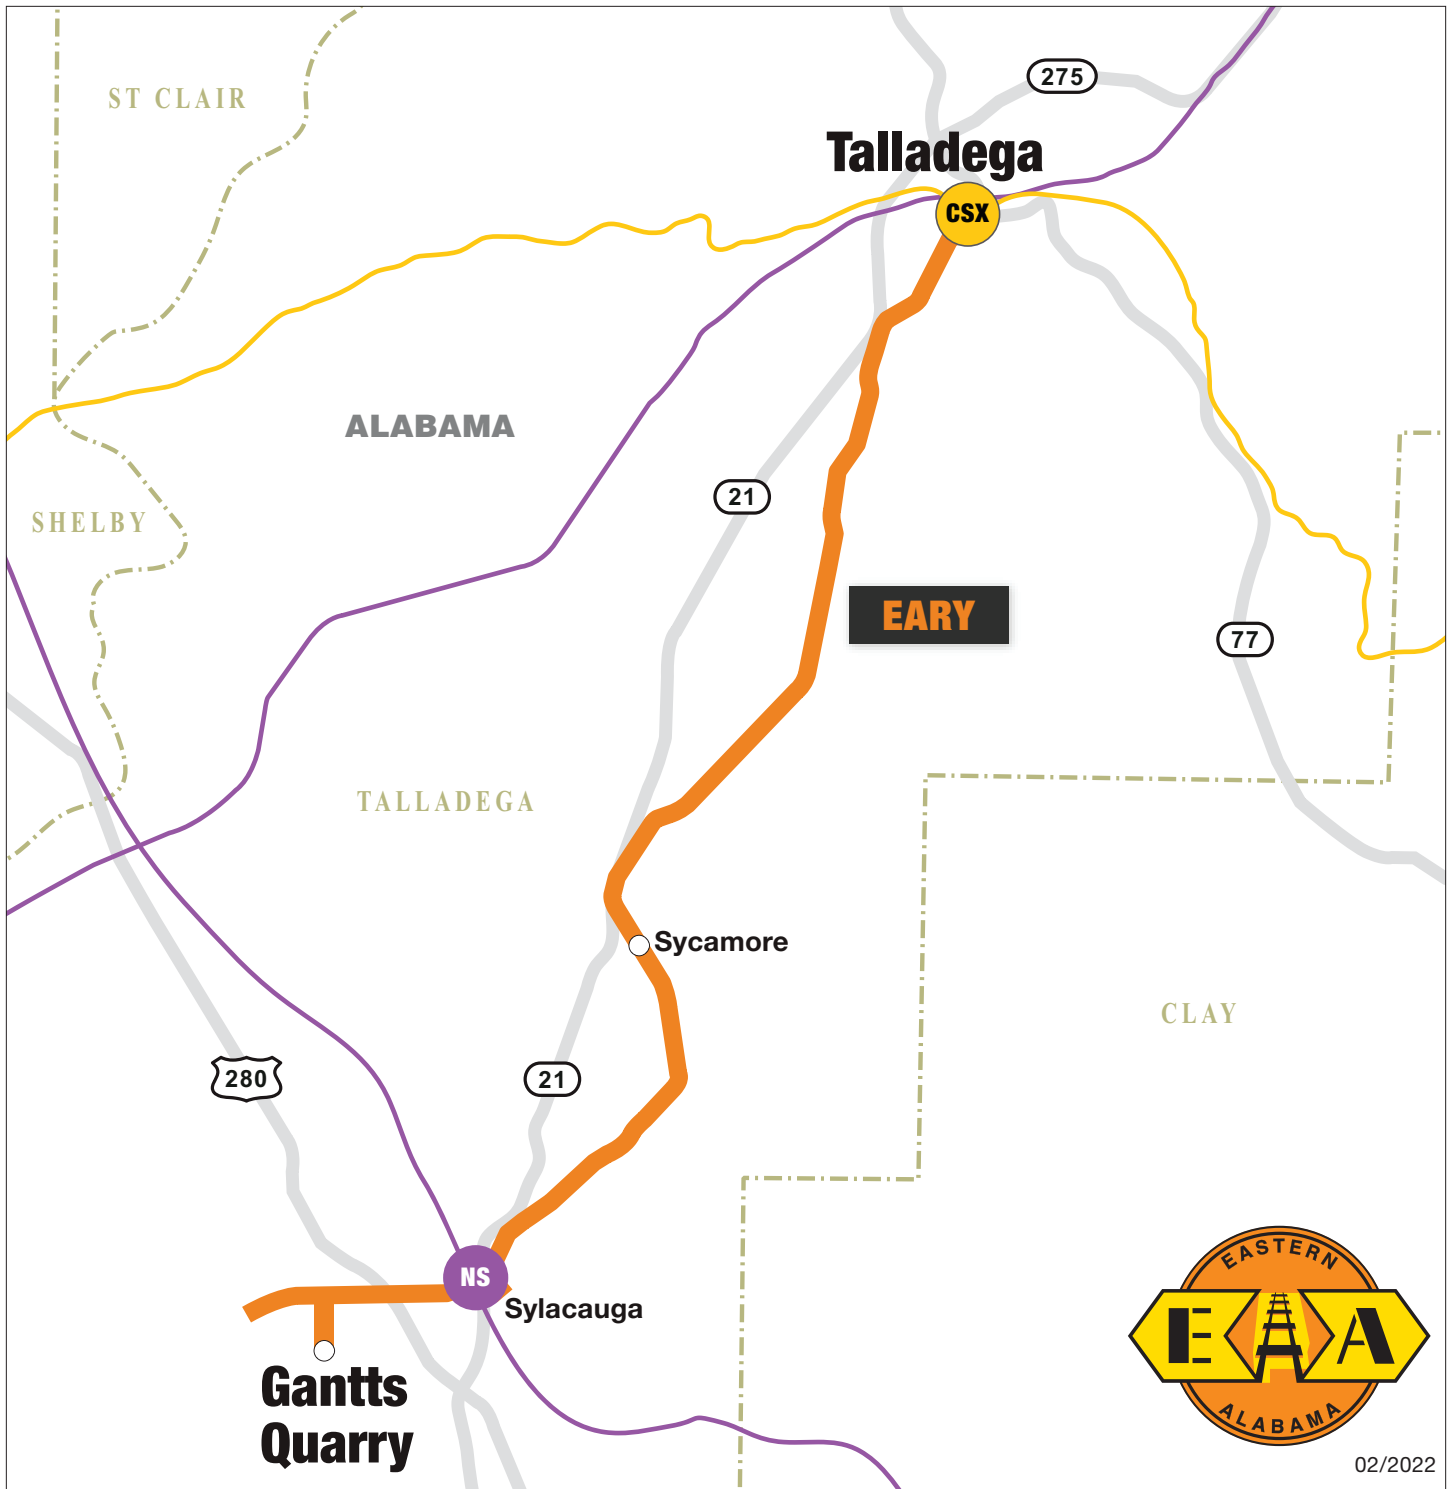 ST CLAIR
275
Talladega
CSX
ALABAMA
21
SHELBY
EARY
77
TALLADEGA
Sycamore
CLAY
280
21
NS
Sylacauga
Gantts
Quarry
EASTERN
E A A
ALABAMA
02/2022